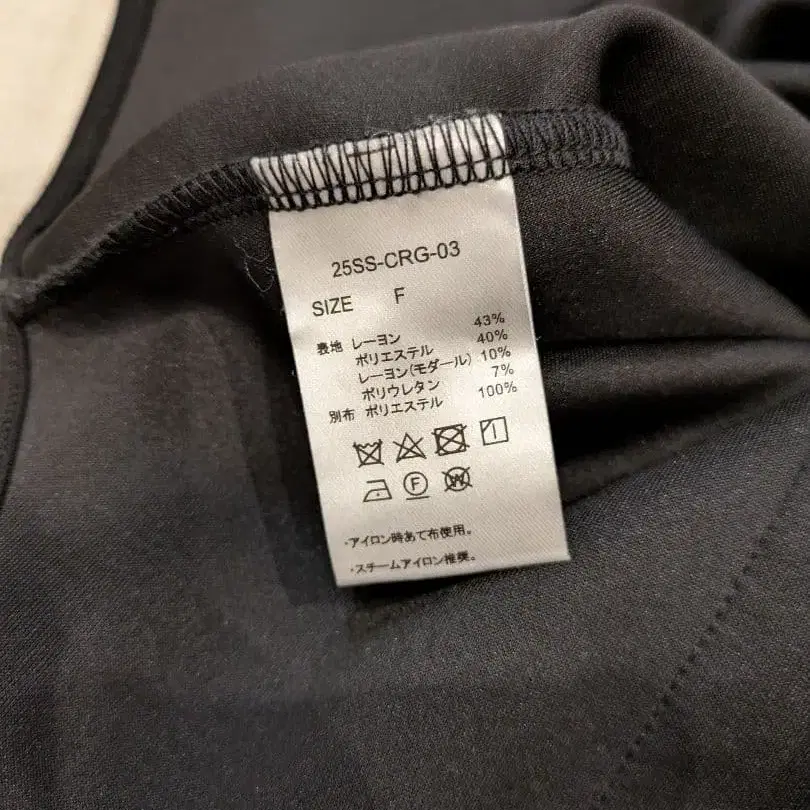 25SS-CRG-03
SIZE F
表地 レーヨン 43%
ポリエステル 40%
レーヨン(モダール) 10%
ポリウレタン 7%
別布 ポリエステル 100%
F
W
・アイロン時あて布使用。
・スチームアイロン推奨。